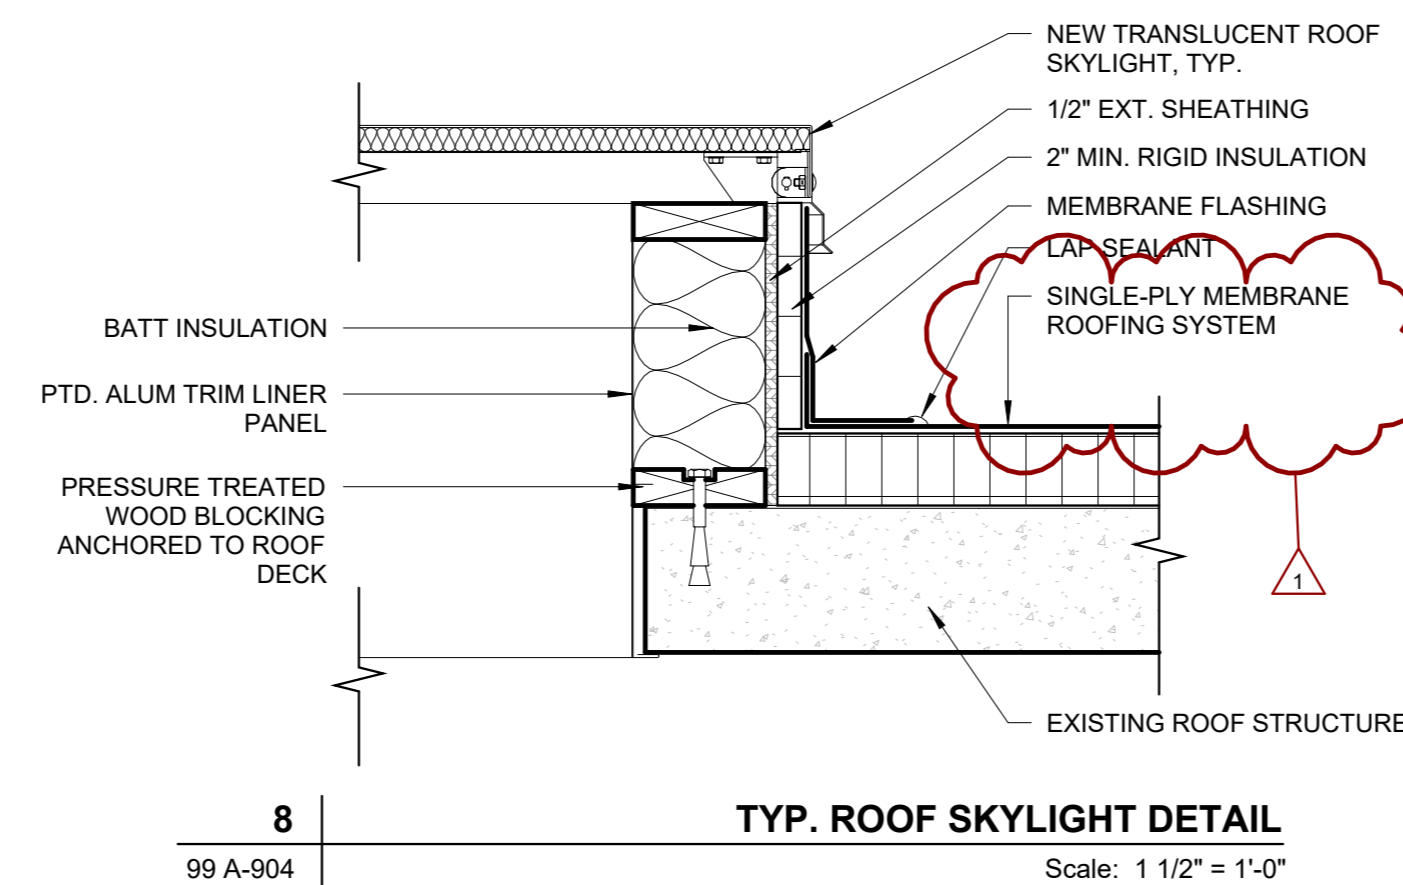 NEW TRANSLUCENT ROOF
SKYLIGHT, TYP.
1/2" EXT. SHEATHING
2" MIN. RIGID INSULATION
MEMBRANE FLASHING
LAP SEALANT
SINGLE-PLY MEMBRANE
ROOFING SYSTEM
BATT INSULATION
PTD. ALUM TRIM LINER
PANEL
PRESSURE TREATED
WOOD BLOCKING
ANCHORED TO ROOF
DECK
1
EXISTING ROOF STRUCTURE
8
TYP. ROOF SKYLIGHT DETAIL
99 A-904
Scale: 1 1/2" = 1'-0"